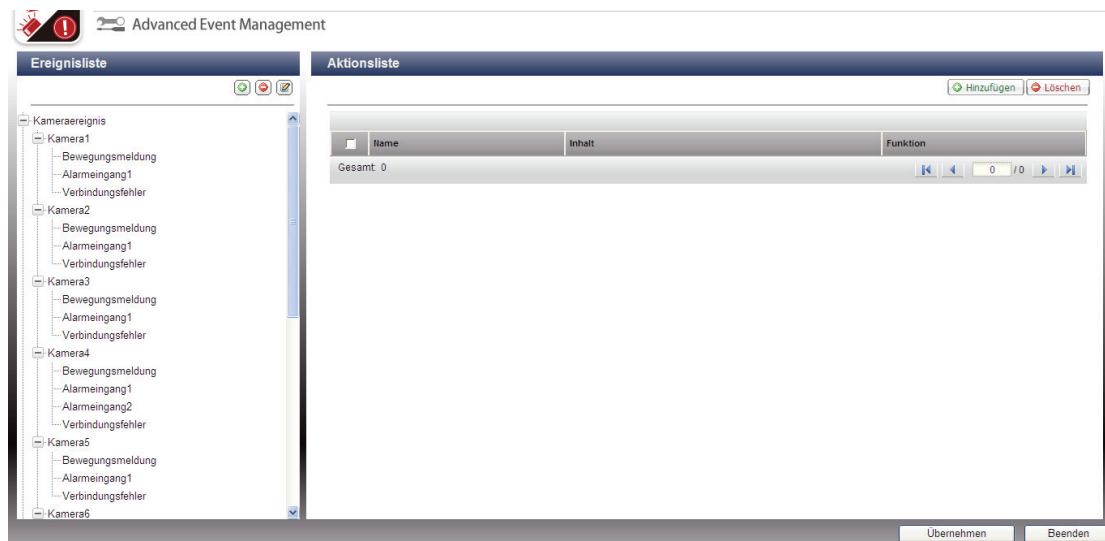 Advanced Event Management
Ereignisliste
Kameraereignis
Kamera1
Bewegungsmeldung
Alarmeingang1
Verbindungsfehler
Kamera2
Bewegungsmeldung
Alarmeingang1
Verbindungsfehler
Kamera3
Bewegungsmeldung
Alarmeingang1
Verbindungsfehler
Kamera4
Bewegungsmeldung
Alarmeingang1
Alarmeingang2
Verbindungsfehler
Kamera5
Bewegungsmeldung
Alarmeingang1
Verbindungsfehler
Kamera6
Aktionsliste
Hinzufügen Löschen
Name Inhalt Funktion
Gesamt: 0 0 / 0
Übernehmen Beenden